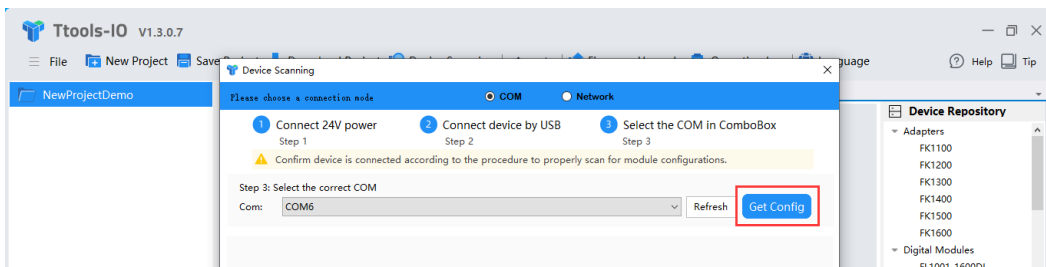 Ttools-IO V1.3.0.7
File New Project Save
guage Help Tip
Device Scanning
NewProjectDemo
Please choose a connection mode COM Network
1 Connect 24V power 2 Connect device by USB 3 Select the COM in ComboBox
Step 1 Step 2 Step 3
Confirm device is connected according to the procedure to properly scan for module configurations.
Step 3: Select the correct COM
Com: COM6 Refresh Get Config
Device Repository
Adapters
FK1100
FK1200
FK1300
FK1400
FK1500
FK1600
Digital Modules